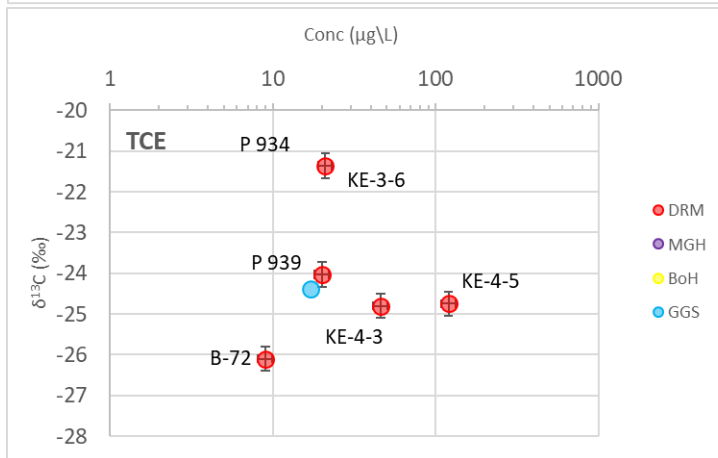 Conc (µg\L)
1 10 100 1000
-20
TCE
P 934
-21
KE-3-6
-22
-23
DRM
MGH
BoH
GGS
δ¹³C (‰)
P 939
-24
KE-4-5
-25
KE-4-3
-26
B-72
-27
-28